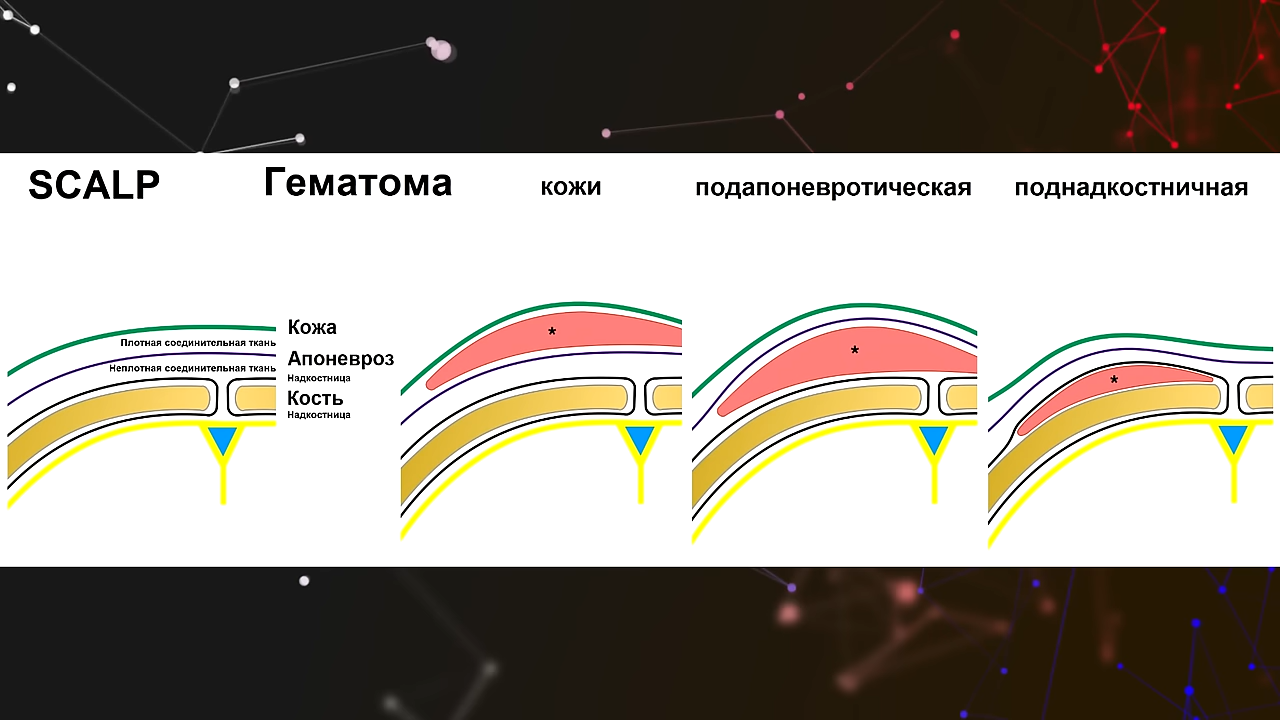 SCALP
Гематома
кожи
подапоневротическая
поднадкостничная
Кожа
Плотная соединительная ткань
Апоневроз
Неплотная соединительная ткань
Надкостница
Кость
Надкостница
*
*
*